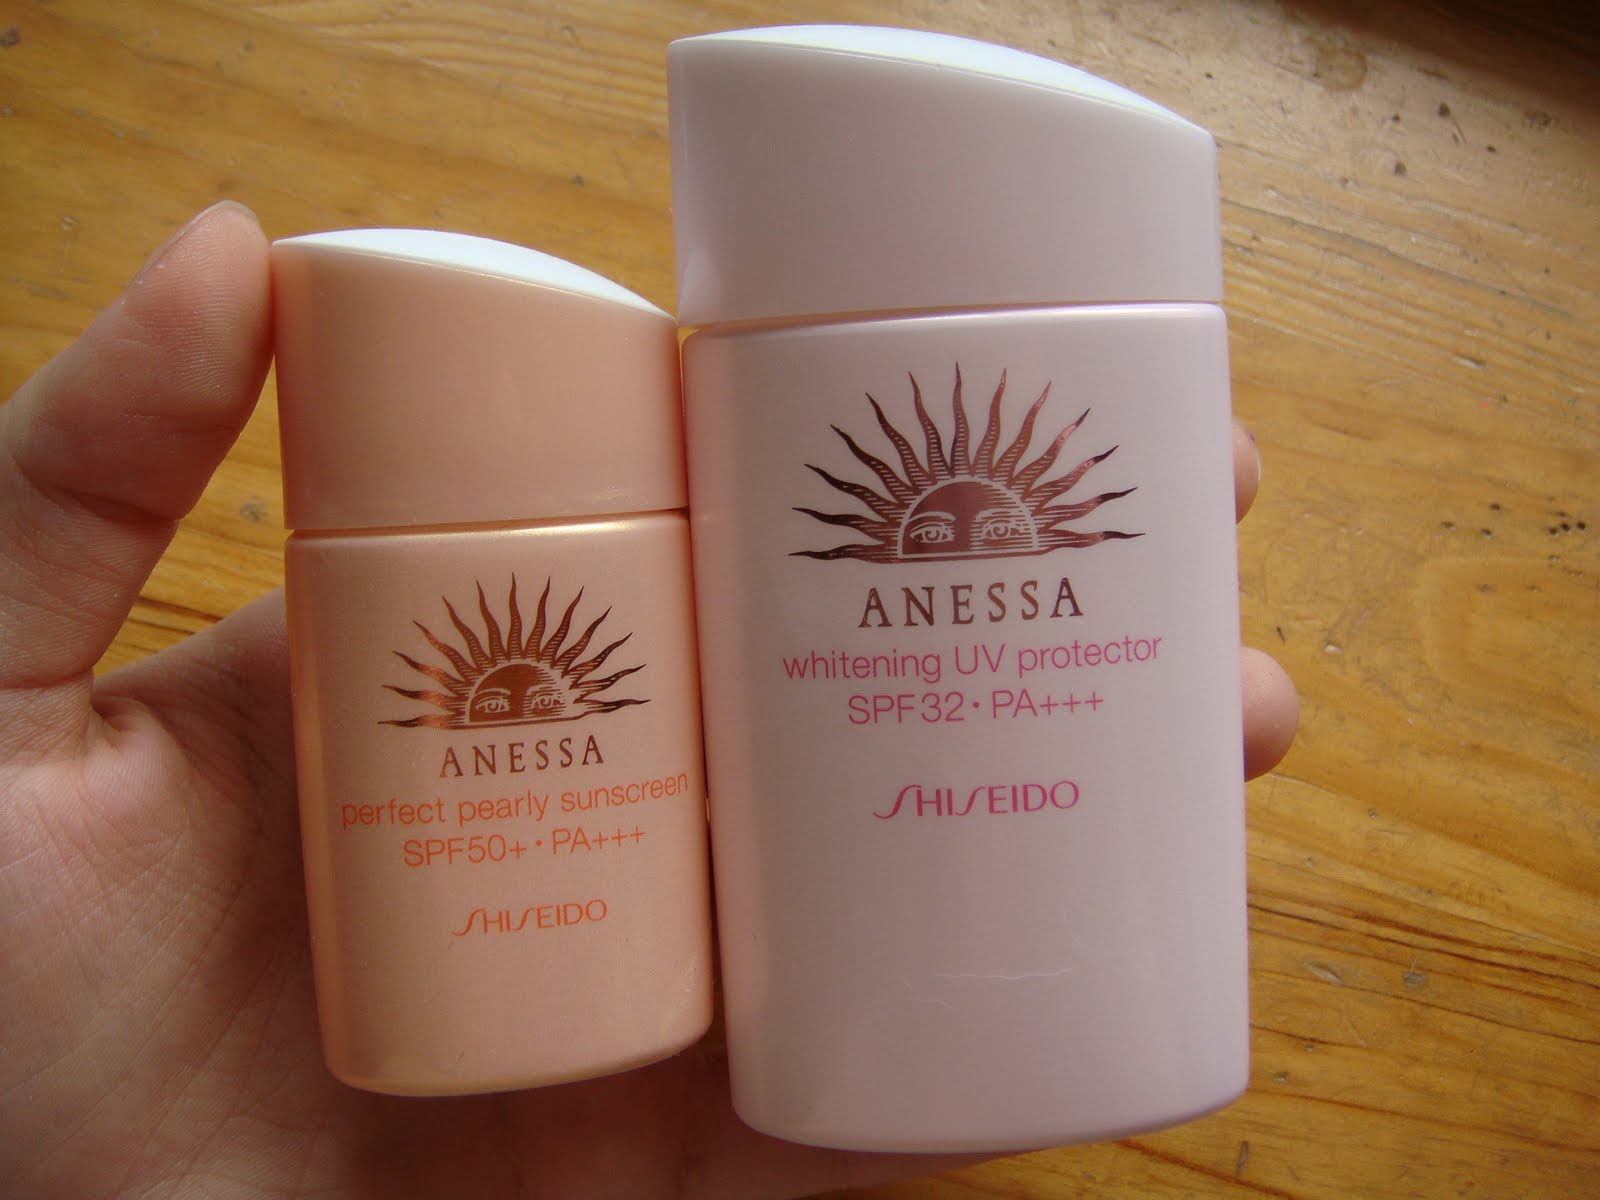 ANESSA
perfect pearly sunscreen
SPF50+・PA+++
SHISEIDO
ANESSA
whitening UV protector
SPF32・PA+++
SHISEIDO